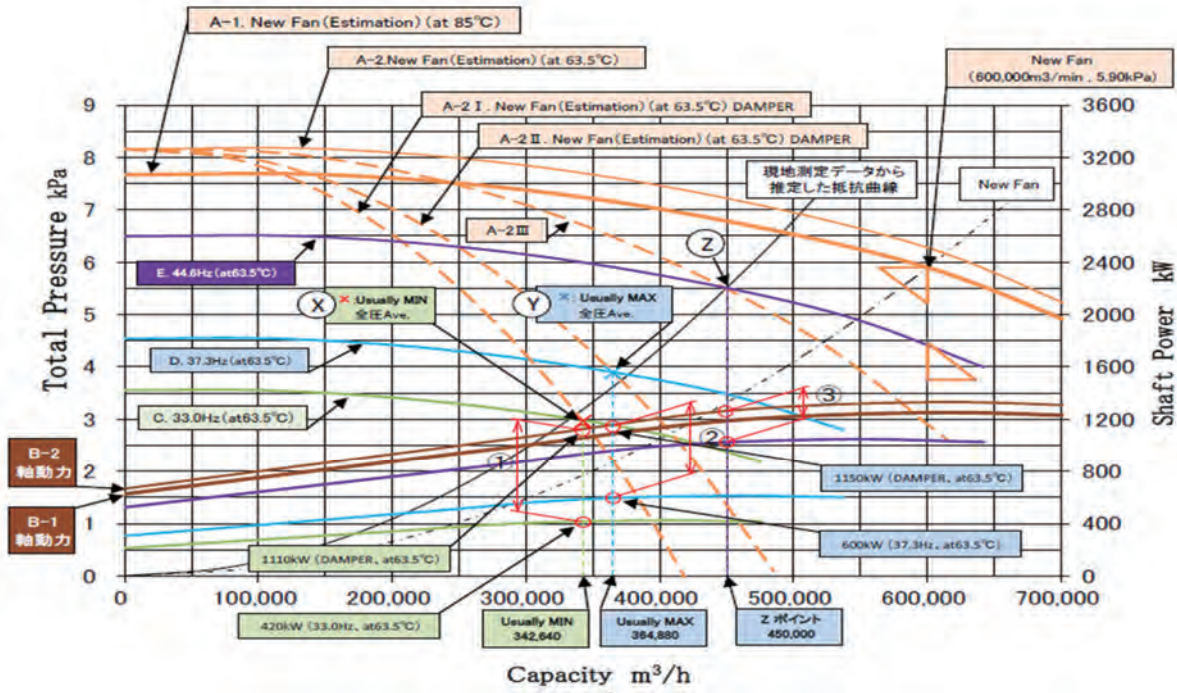 A-1. New Fan(Estimation) (at 85℃)
A-2.New Fan(Estimation) (at 63.5℃)
A-2Ⅰ. New Fan(Estimation) (at 63.5℃) DAMPER
A-2Ⅱ. New Fan(Estimation) (at 63.5℃) DAMPER
New Fan
(600,000m3/min , 5.90kPa)
現地測定データから
推定した抵抗曲線
New Fan
A-2Ⅲ
Z
E. 44.6Hz (at63.5℃)
X
×:Usually MIN
全圧Ave.
Y
×: Usually MAX
全圧Ave.
D. 37.3Hz(at63.5℃)
C. 33.0Hz(at63.5℃)
①
②
③
B-2
軸動力
B-1
軸動力
1150kW (DAMPER、at63.5℃)
600kW (37.3Hz、at63.5℃)
1110kW (DAMPER、at63.5℃)
420kW (33.0Hz、at63.5℃)
Usually MIN
342,640
Usually MAX
364,880
Z ポイント
450,000
Total Pressure kPa
9
8
7
6
5
4
3
2
1
0
Shaft Power kW
3600
3200
2800
2400
2000
1600
1200
800
400
0
0
100,000
200,000
300,000
400,000
500,000
600,000
700,000
Capacity m³/h